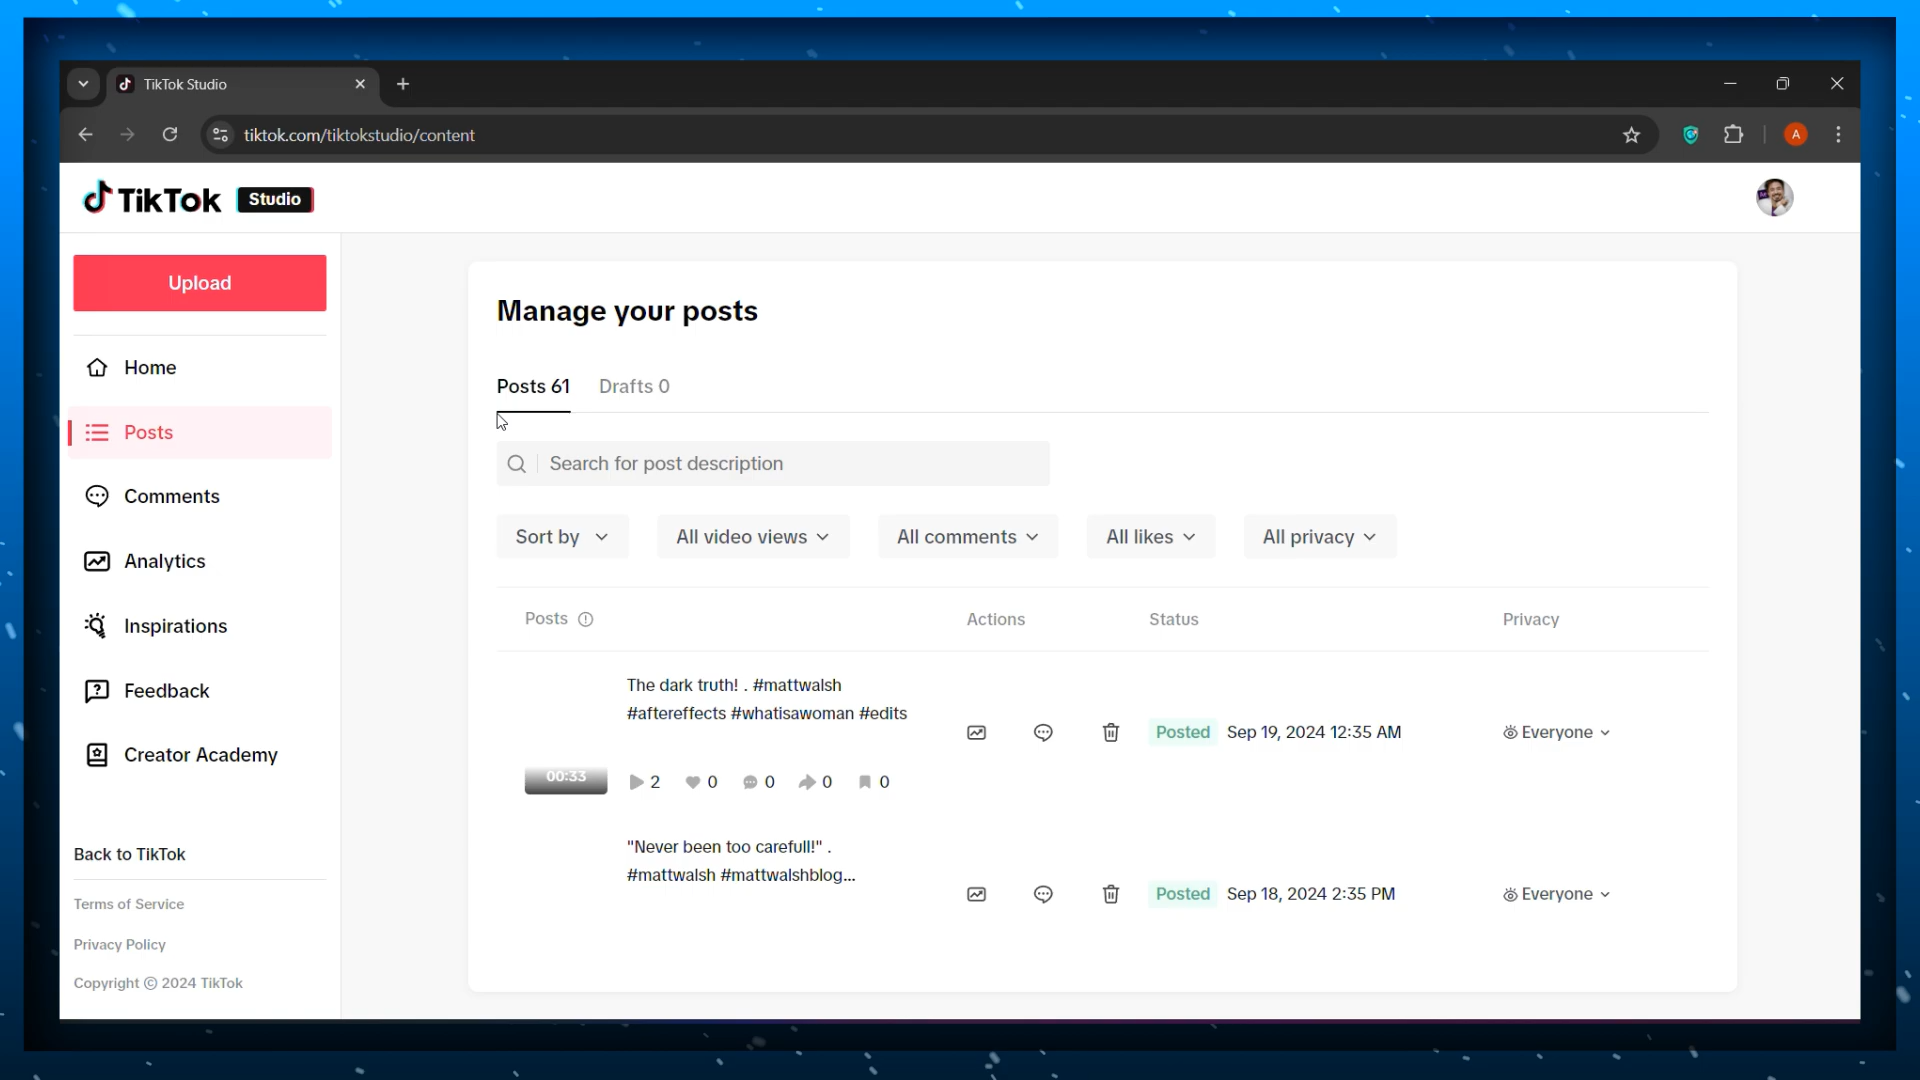 TikTok Studio
tiktok.com/tiktokstudio/content
A
TikTok Studio
Upload
Home
Posts
Comments
Analytics
Inspirations
Feedback
Creator Academy
Back to TikTok
Terms of Service
Privacy Policy
Copyright © 2024 TikTok
Manage your posts
Posts 61 Drafts 0
Search for post description
Sort by All video views All comments All likes All privacy
Posts Actions Status Privacy
The dark truth! . #mattwalsh
#aftereffects #whatisawoman #edits
Posted Sep 19, 2024 12:35 AM Everyone
00:33 2 0 0 0 0
"Never been too carefull!" .
#mattwalsh #mattwalshblog...
Posted Sep 18, 2024 2:35 PM Everyone